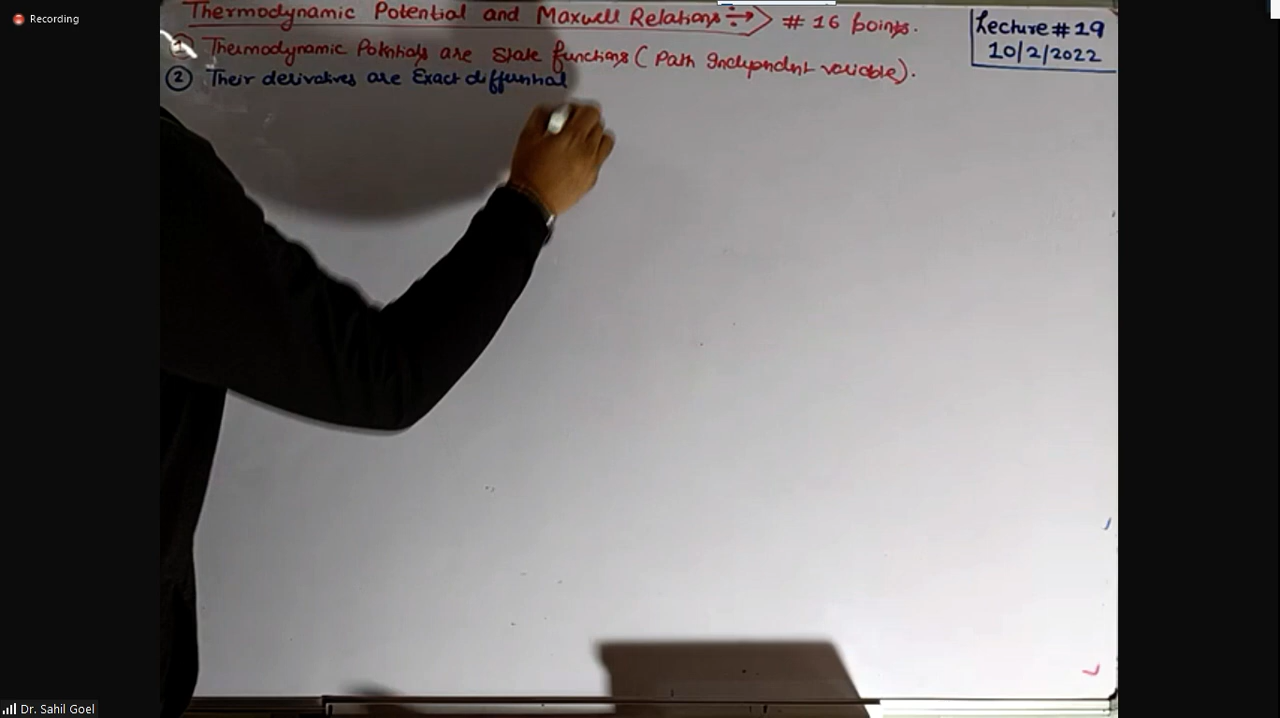 Recording
Thermodynamic Potential and Maxwell Relations ÷→ # 16 points.
Lecture # 19
10/2/2022
① Thermodynamic Potentials are State functions ( Path Independent variable).
② Their derivatives are Exact differential
Dr. Sahil Goel